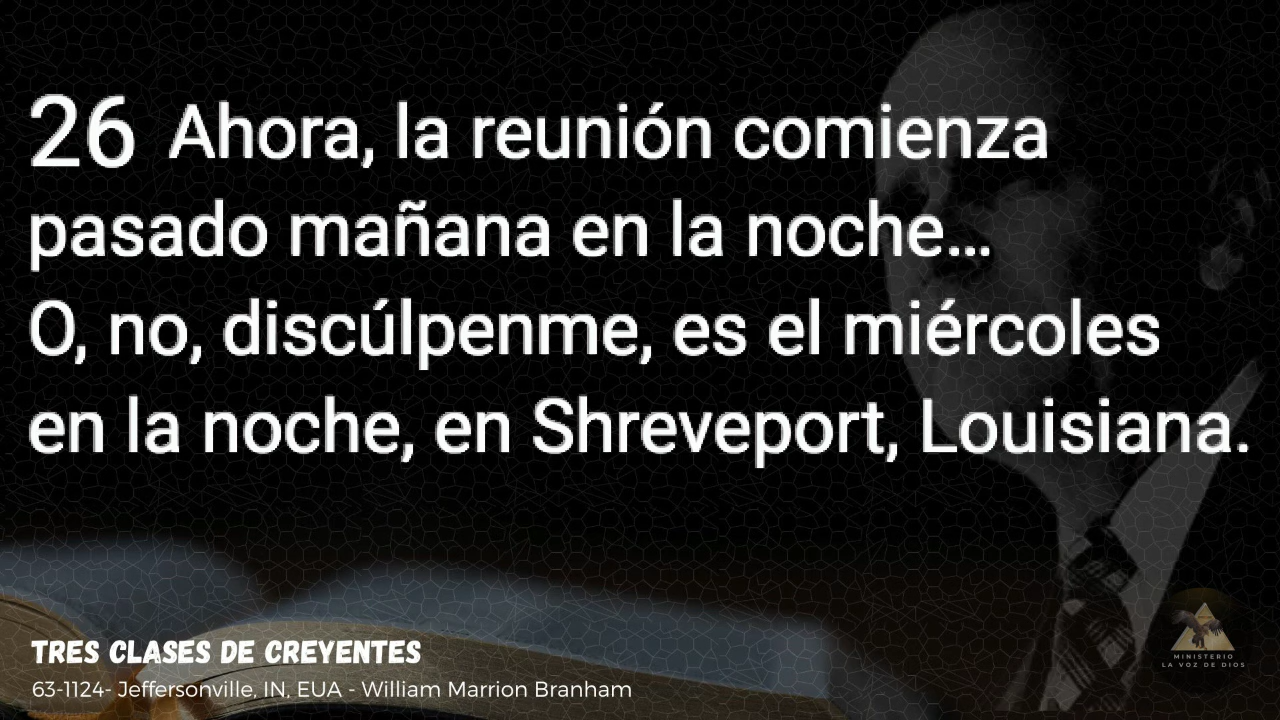 26 Ahora, la reunión comienza
pasado mañana en la noche...
O, no, discúlpenme, es el miércoles
en la noche, en Shreveport, Louisiana.
TRES CLASES DE CREYENTES
63-1124- Jeffersonville, IN, EUA - William Marrion Branham
MINISTERIO
LA VOZ DE DIOS